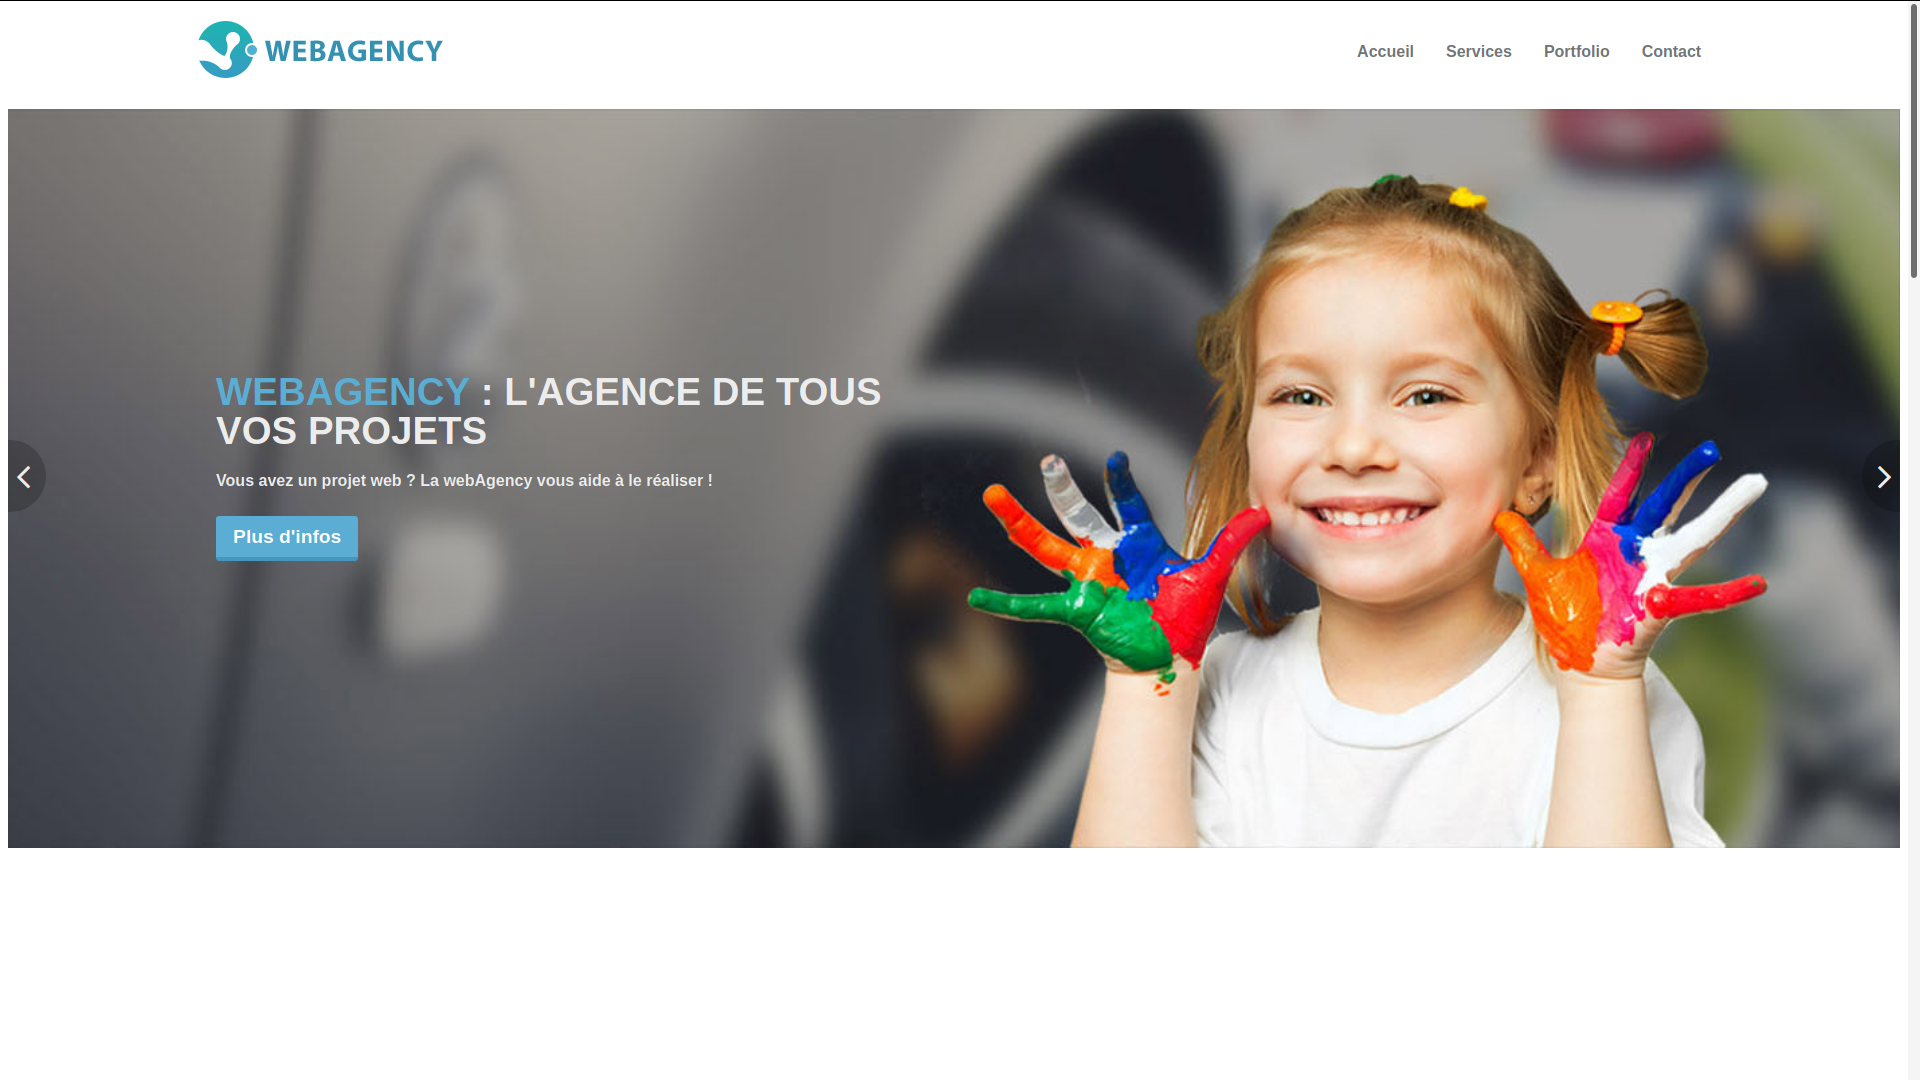 WEBAGENCY
Accueil Services Portfolio Contact
WEBAGENCY : L'AGENCE DE TOUS
VOS PROJETS
Vous avez un projet web ? La webAgency vous aide à le réaliser !
Plus d'infos